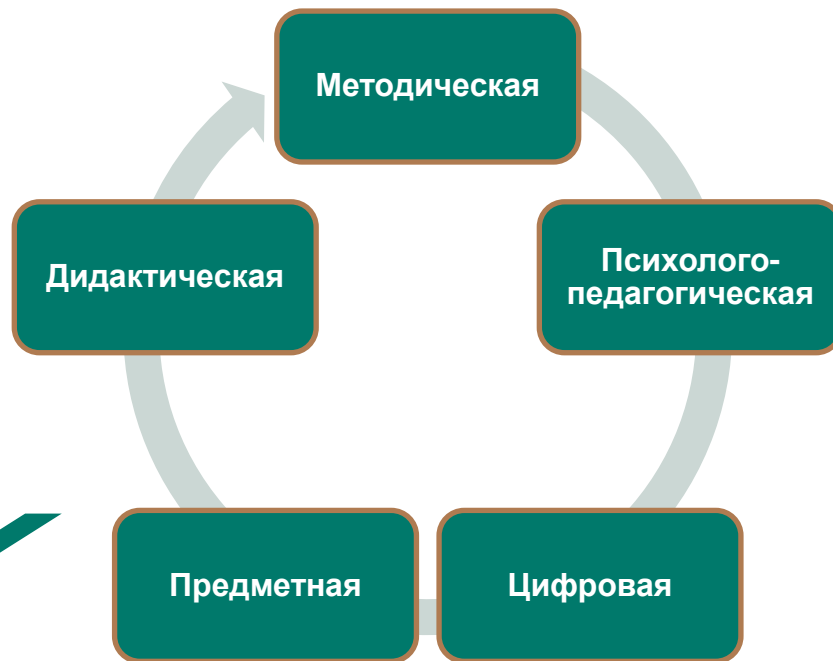 Методическая
Психолого-
педагогическая
Цифровая
Предметная
Дидактическая